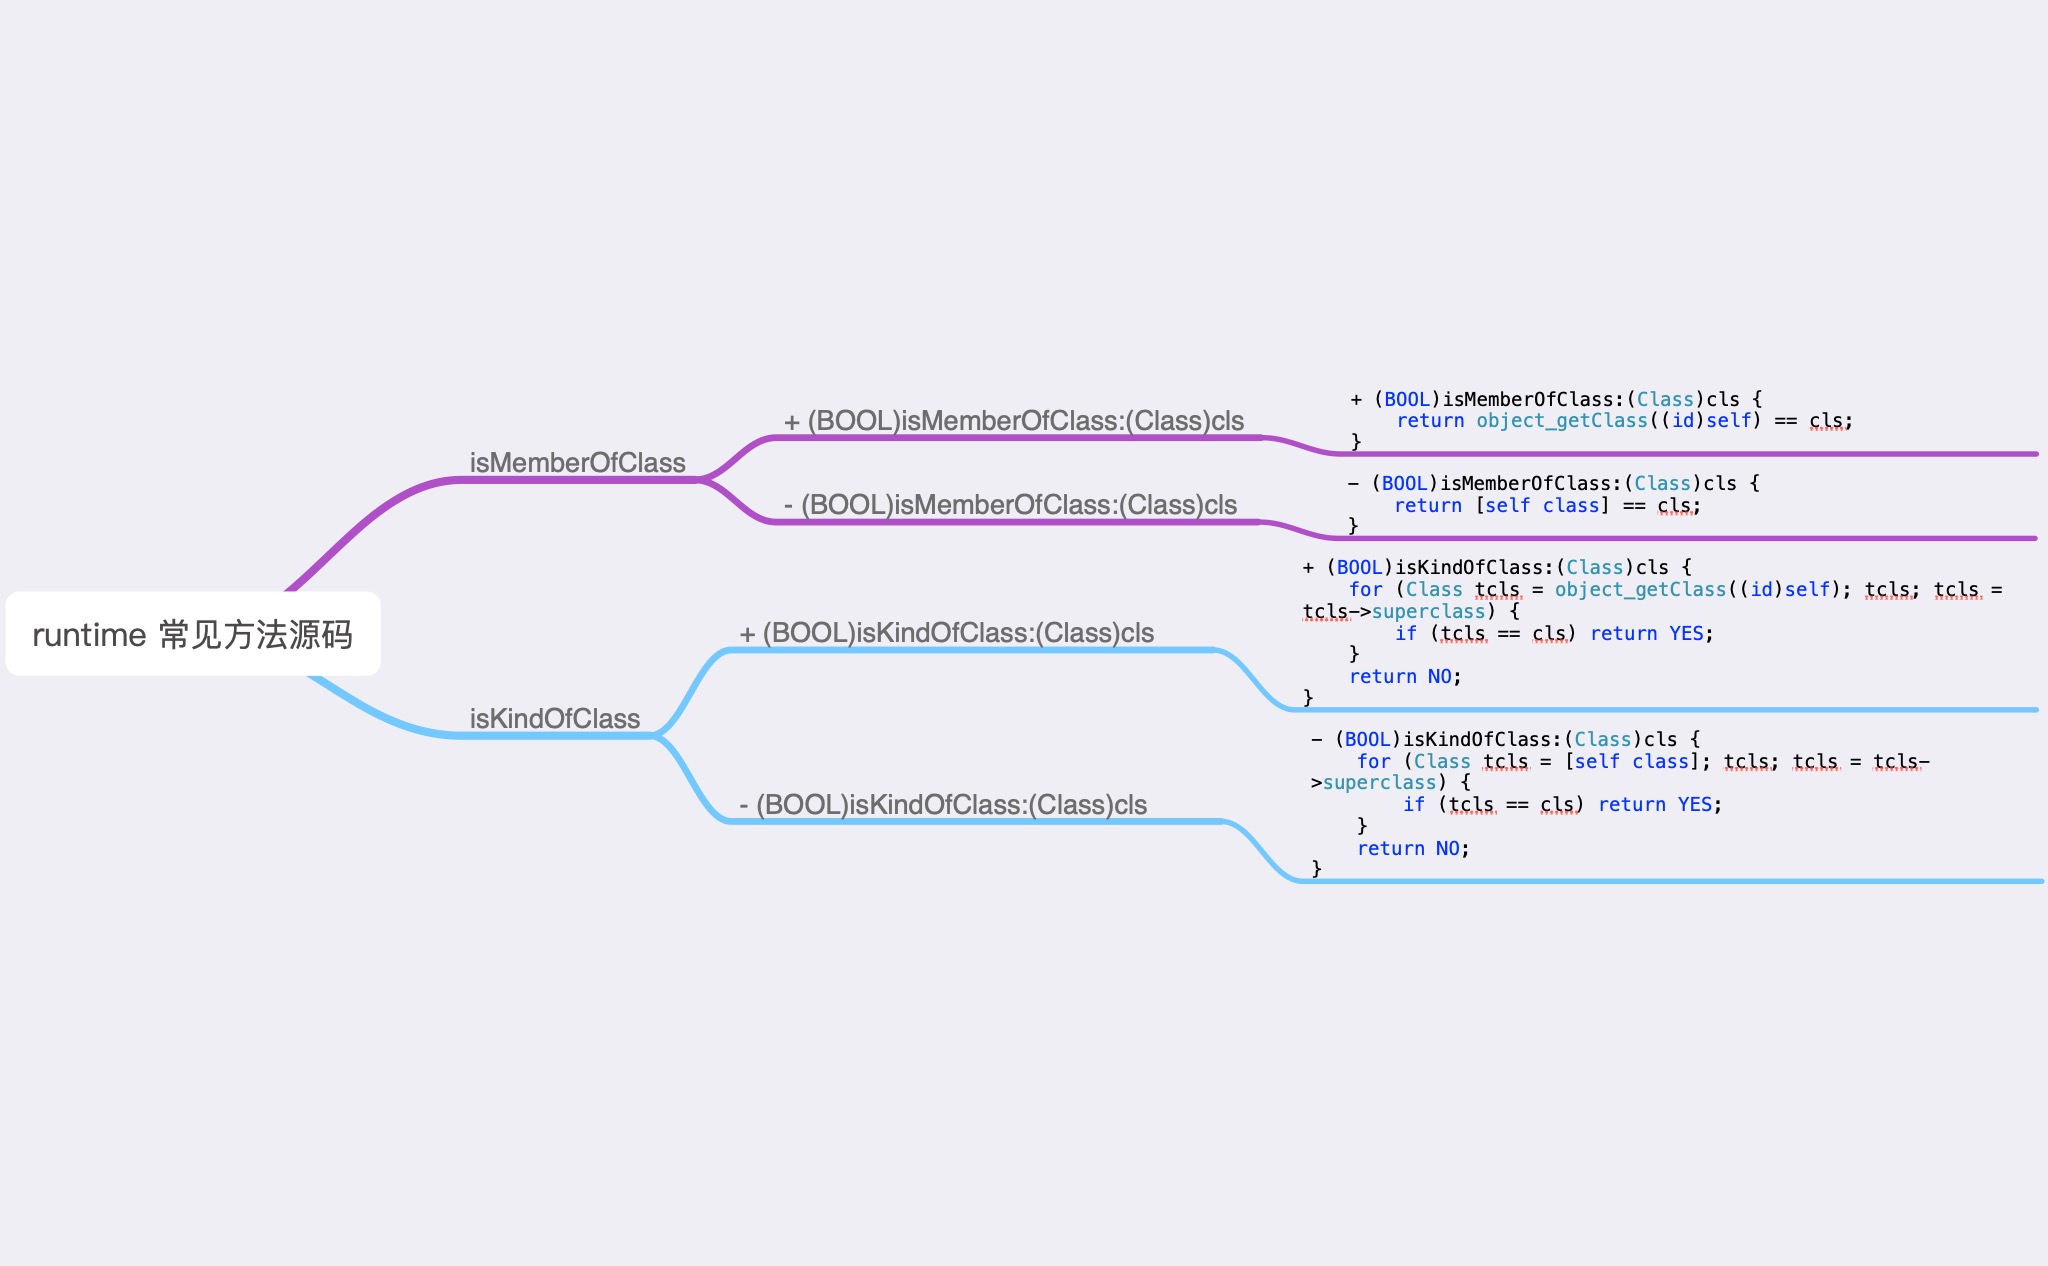 runtime 常见方法源码
isMemberOfClass
+ (BOOL)isMemberOfClass:(Class)cls
+ (BOOL)isMemberOfClass:(Class)cls {
    return object_getClass((id)self) == cls;
}
- (BOOL)isMemberOfClass:(Class)cls
- (BOOL)isMemberOfClass:(Class)cls {
    return [self class] == cls;
}
isKindOfClass
+ (BOOL)isKindOfClass:(Class)cls
+ (BOOL)isKindOfClass:(Class)cls {
    for (Class tcls = object_getClass((id)self); tcls; tcls =
tcls->superclass) {
        if (tcls == cls) return YES;
    }
    return NO;
}
- (BOOL)isKindOfClass:(Class)cls
- (BOOL)isKindOfClass:(Class)cls {
    for (Class tcls = [self class]; tcls; tcls = tcls-
>superclass) {
        if (tcls == cls) return YES;
    }
    return NO;
}